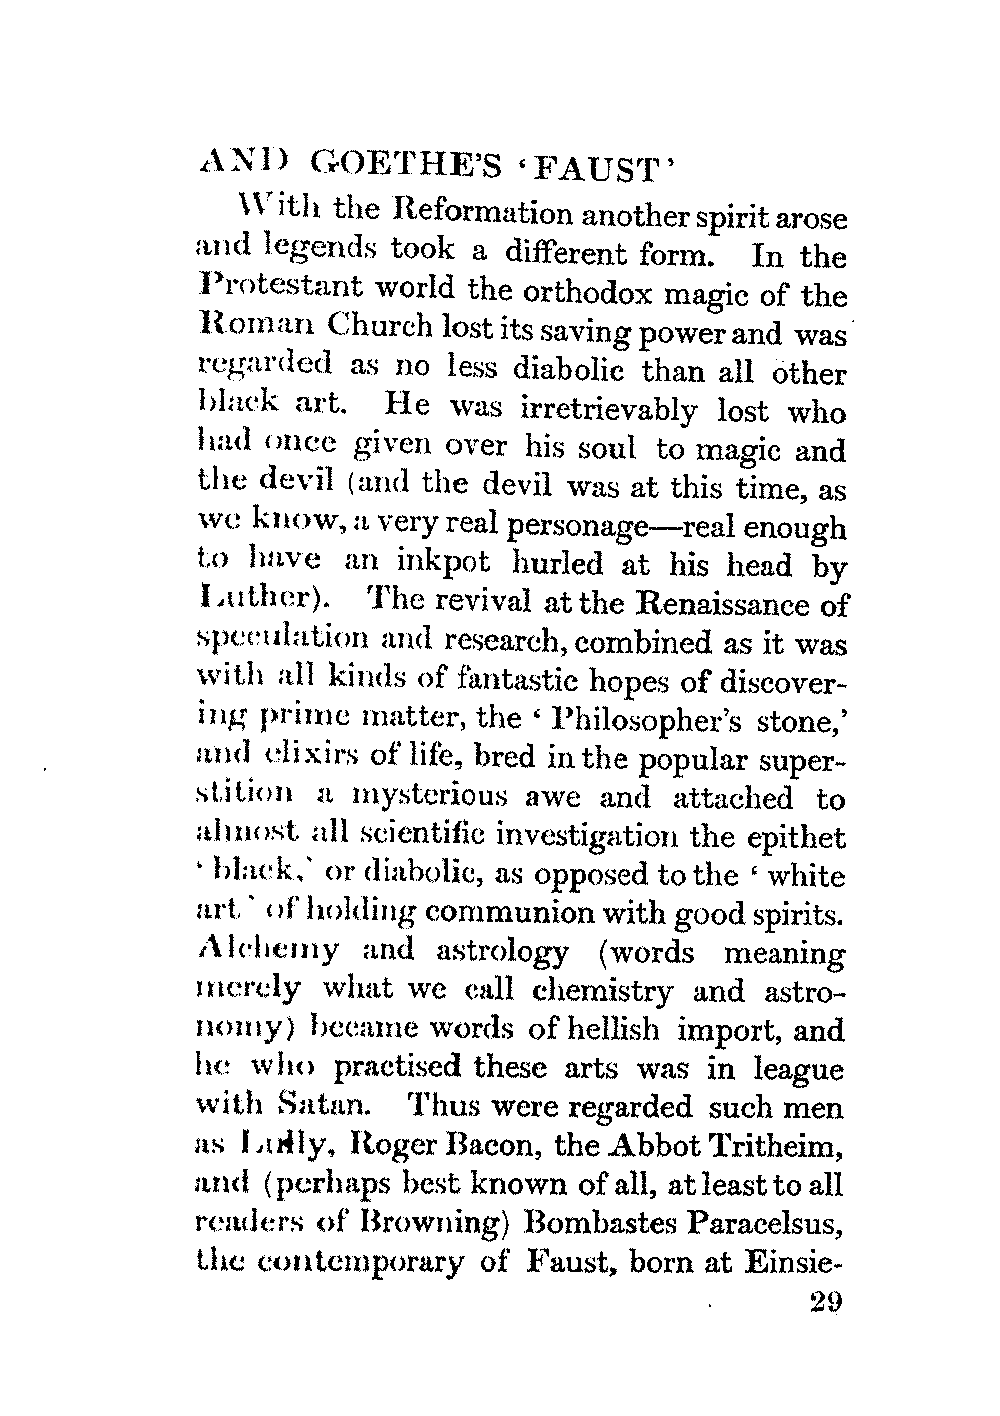 AND GOETHE'S ‘FAUST’
With the Reformation another spirit arose
and legends took a different form. In the
Protestant world the orthodox magic of the
Roman Church lost its saving power and was
regarded as no less diabolic than all other
black art. He was irretrievably lost who
had once given over his soul to magic and
the devil (and the devil was at this time, as
we know, a very real personage—real enough
to have an inkpot hurled at his head by
Luther). The revival at the Renaissance of
speculation and research, combined as it was
with all kinds of fantastic hopes of discover-
ing prime matter, the ‘ Philosopher's stone,’
and elixirs of life, bred in the popular super-
stition a mysterious awe and attached to
almost all scientific investigation the epithet
‘ black,’ or diabolic, as opposed to the ‘ white
art ’ of holding communion with good spirits.
Alchemy and astrology (words meaning
merely what we call chemistry and astro-
nomy) became words of hellish import, and
he who practised these arts was in league
with Satan. Thus were regarded such men
as Lully, Roger Bacon, the Abbot Tritheim,
and (perhaps best known of all, at least to all
readers of Browning) Bombastes Paracelsus,
the contemporary of Faust, born at Einsie-
29